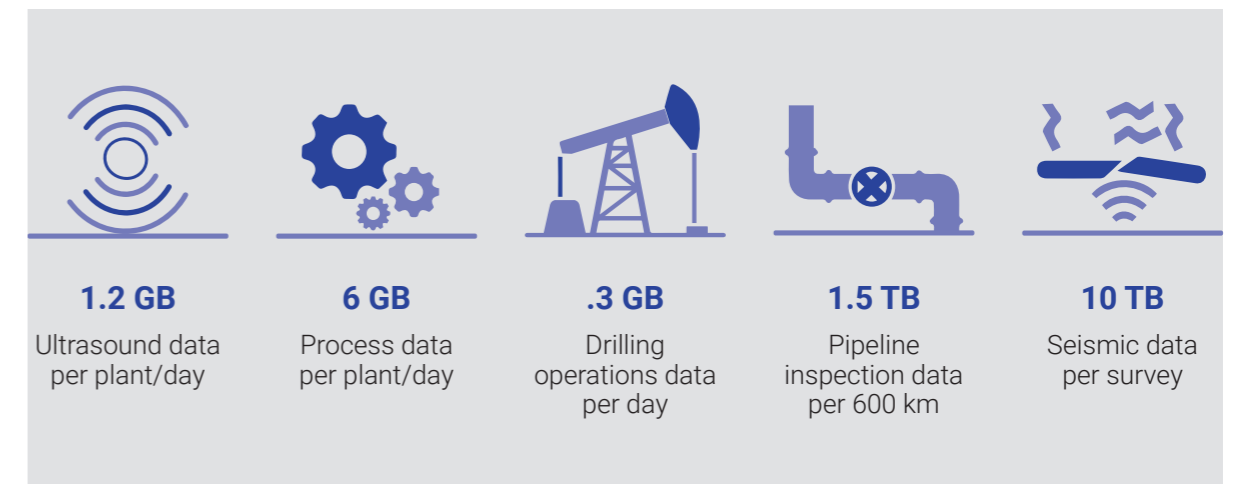 1.2 GB
Ultrasound data
per plant/day
6 GB
Process data
per plant/day
.3 GB
Drilling
operations data
per day
1.5 TB
Pipeline
inspection data
per 600 km
10 TB
Seismic data
per survey